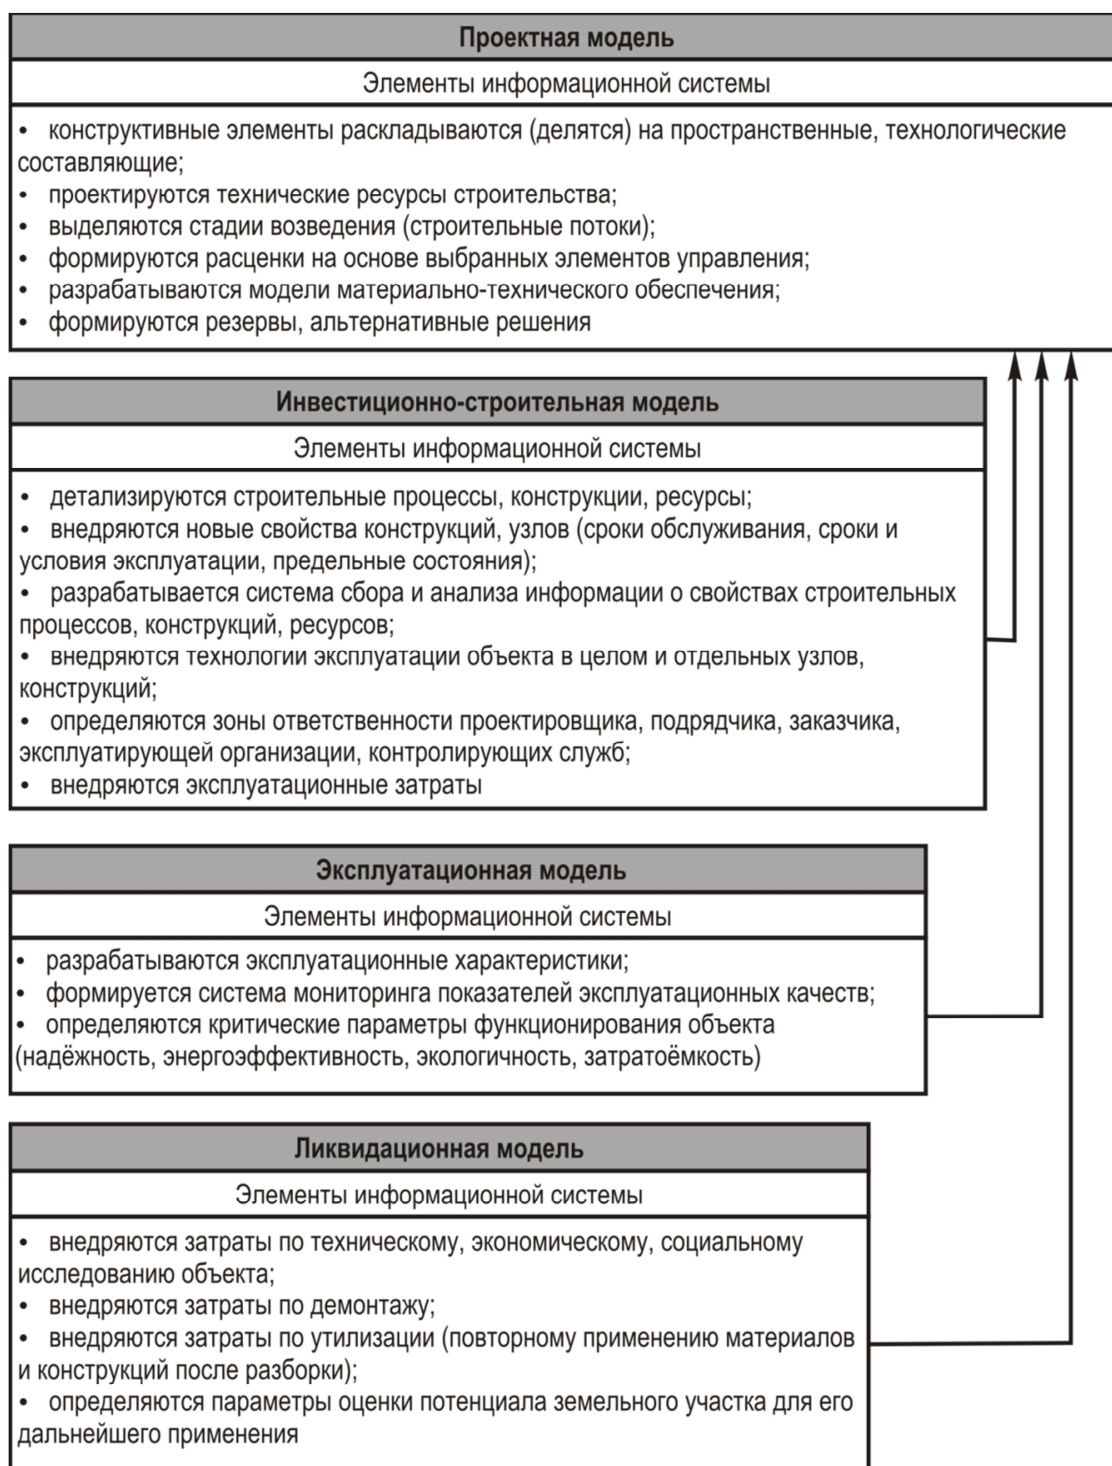 Проектная модель
Элементы информационной системы
• конструктивные элементы раскладываются (делятся) на пространственные, технологические
составляющие;
• проектируются технические ресурсы строительства;
• выделяются стадии возведения (строительные потоки);
• формируются расценки на основе выбранных элементов управления;
• разрабатываются модели материально-технического обеспечения;
• формируются резервы, альтернативные решения
Инвестиционно-строительная модель
Элементы информационной системы
• детализируются строительные процессы, конструкции, ресурсы;
• внедряются новые свойства конструкций, узлов (сроки обслуживания, сроки и
условия эксплуатации, предельные состояния);
• разрабатывается система сбора и анализа информации о свойствах строительных
процессов, конструкций, ресурсов;
• внедряются технологии эксплуатации объекта в целом и отдельных узлов,
конструкций;
• определяются зоны ответственности проектировщика, подрядчика, заказчика,
эксплуатирующей организации, контролирующих служб;
• внедряются эксплуатационные затраты
Эксплуатационная модель
Элементы информационной системы
• разрабатываются эксплуатационные характеристики;
• формируется система мониторинга показателей эксплуатационных качеств;
• определяются критические параметры функционирования объекта
(надёжность, энергоэффективность, экологичность, затратоёмкость)
Ликвидационная модель
Элементы информационной системы
• внедряются затраты по техническому, экономическому, социальному
исследованию объекта;
• внедряются затраты по демонтажу;
• внедряются затраты по утилизации (повторному применению материалов
и конструкций после разборки);
• определяются параметры оценки потенциала земельного участка для его
дальнейшего применения